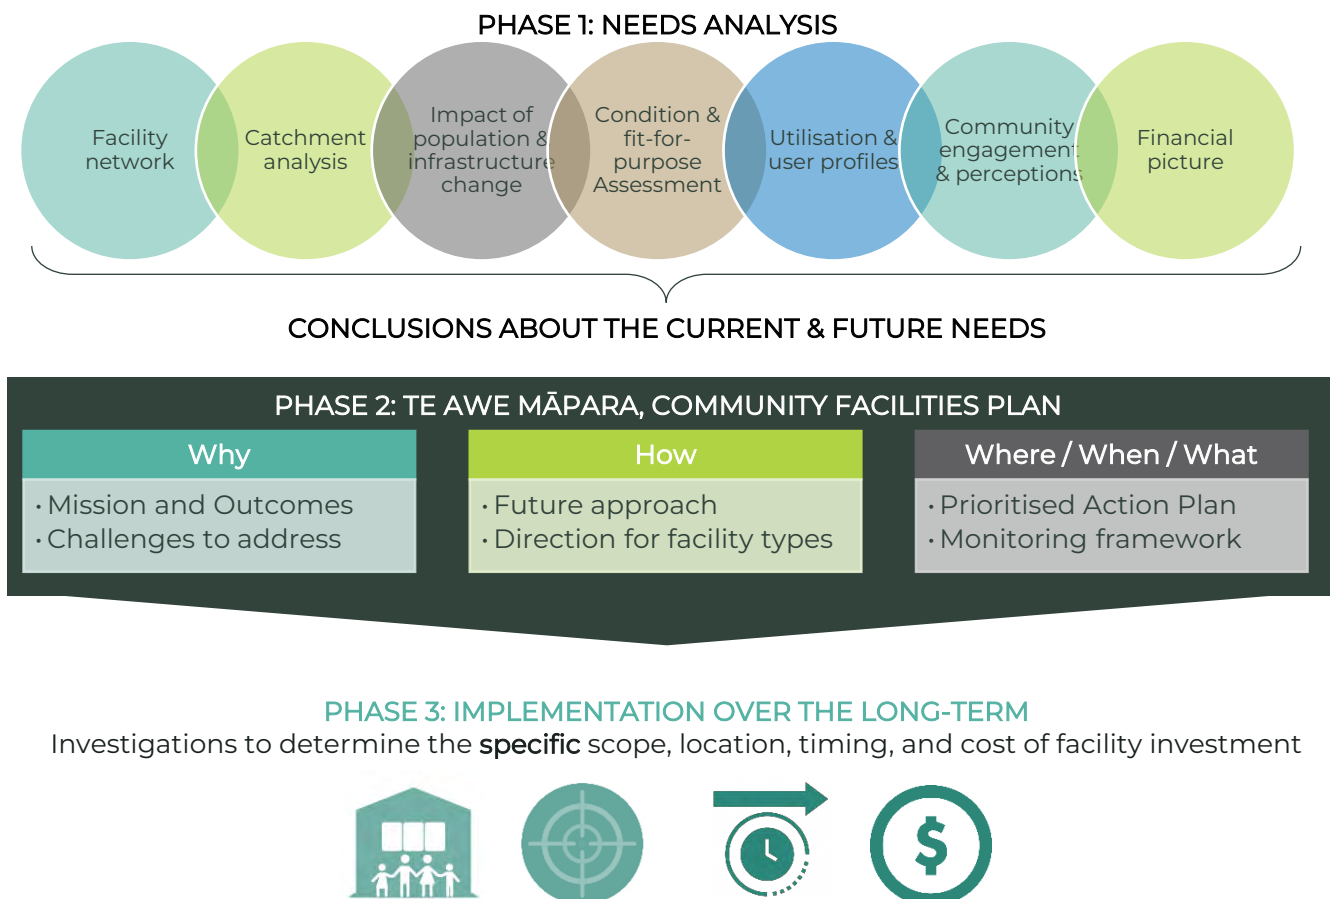 PHASE 1: NEEDS ANALYSIS
Facility
network
Catchment
analysis
Impact of
population &
infrastructure
change
Condition &
fit-for-
purpose
Assessment
Utilisation &
user profiles
Community
engagement
& perceptions
Financial
picture
CONCLUSIONS ABOUT THE CURRENT & FUTURE NEEDS
PHASE 2: TE AWE MĀPARA, COMMUNITY FACILITIES PLAN
Why
• Mission and Outcomes
• Challenges to address
How
• Future approach
• Direction for facility types
Where / When / What
• Prioritised Action Plan
• Monitoring framework
PHASE 3: IMPLEMENTATION OVER THE LONG-TERM
Investigations to determine the specific scope, location, timing, and cost of facility investment
$